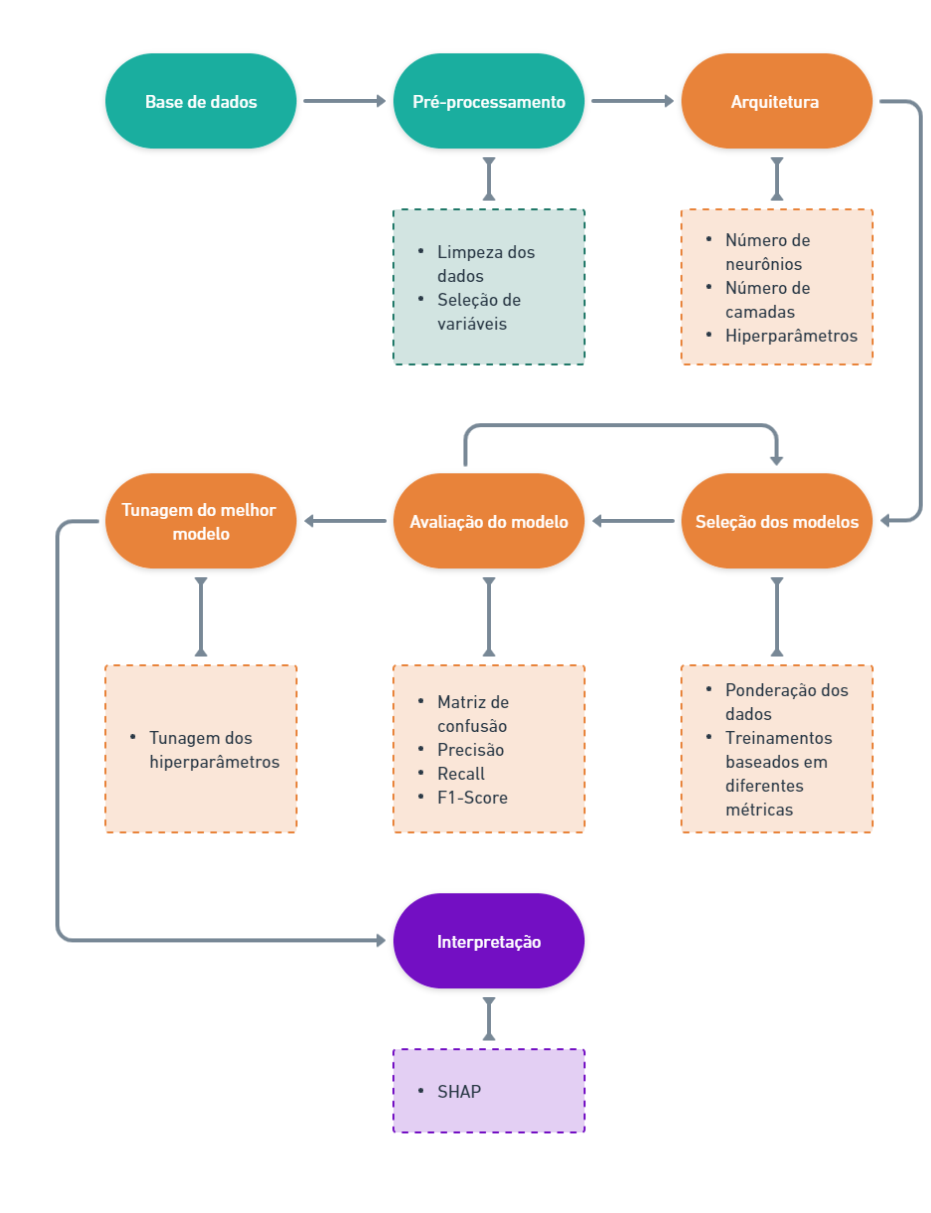 Base de dados
Pré-processamento
Arquitetura
• Limpeza dos
dados
• Seleção de
variáveis
• Número de
neurônios
• Número de
camadas
• Hiperparâmetros
Tunagem do melhor
modelo
Avaliação do modelo
Seleção dos modelos
• Tunagem dos
hiperparâmetros
• Matriz de
confusão
• Precisão
• Recall
• F1-Score
• Ponderação dos
dados
• Treinamentos
baseados em
diferentes
métricas
Interpretação
• SHAP